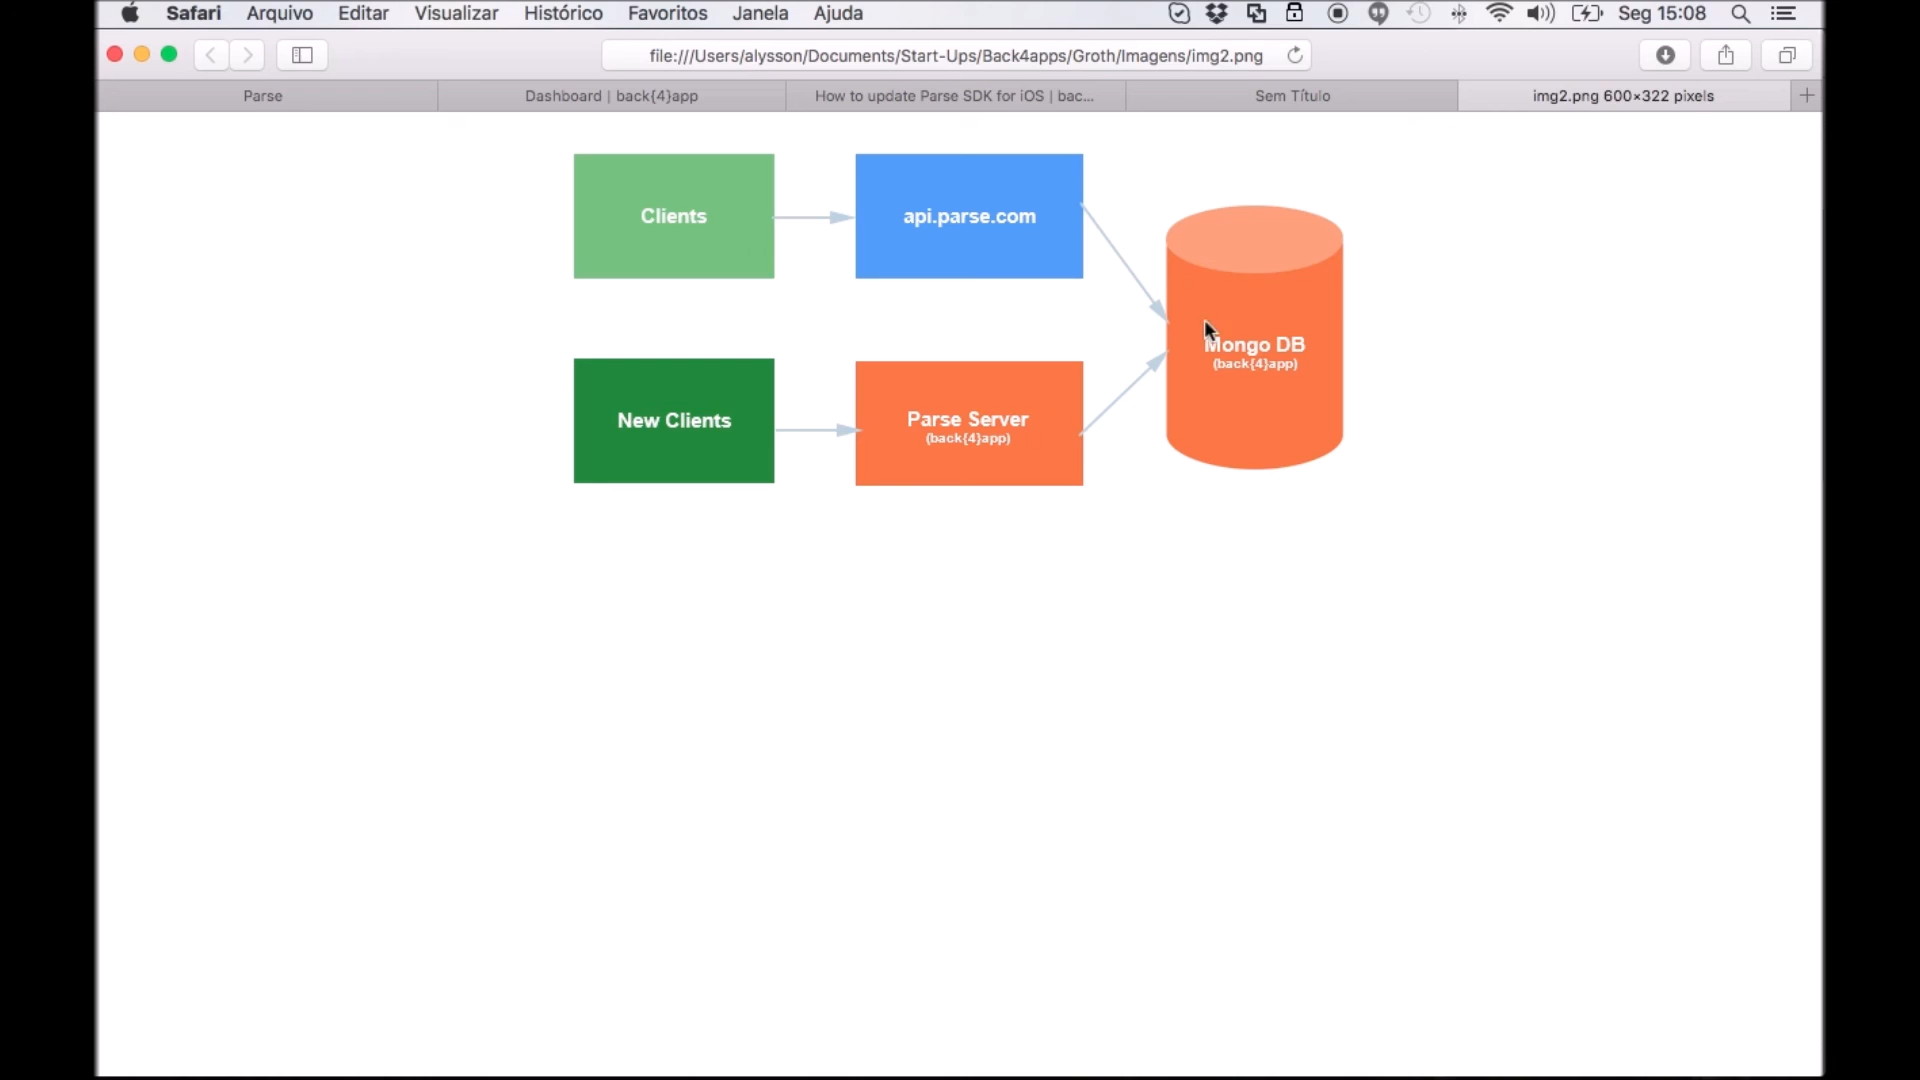 Safari Arquivo Editar Visualizar Histórico Favoritos Janela Ajuda Seg 15:08
file:///Users/alysson/Documents/Start-Ups/Back4apps/Groth/Imagens/img2.png
Parse Dashboard | back{4}app How to update Parse SDK for iOS | bac... Sem Título img2.png 600×322 pixels
Clients
api.parse.com
Mongo DB
(back{4}app)
New Clients
Parse Server
(back{4}app)